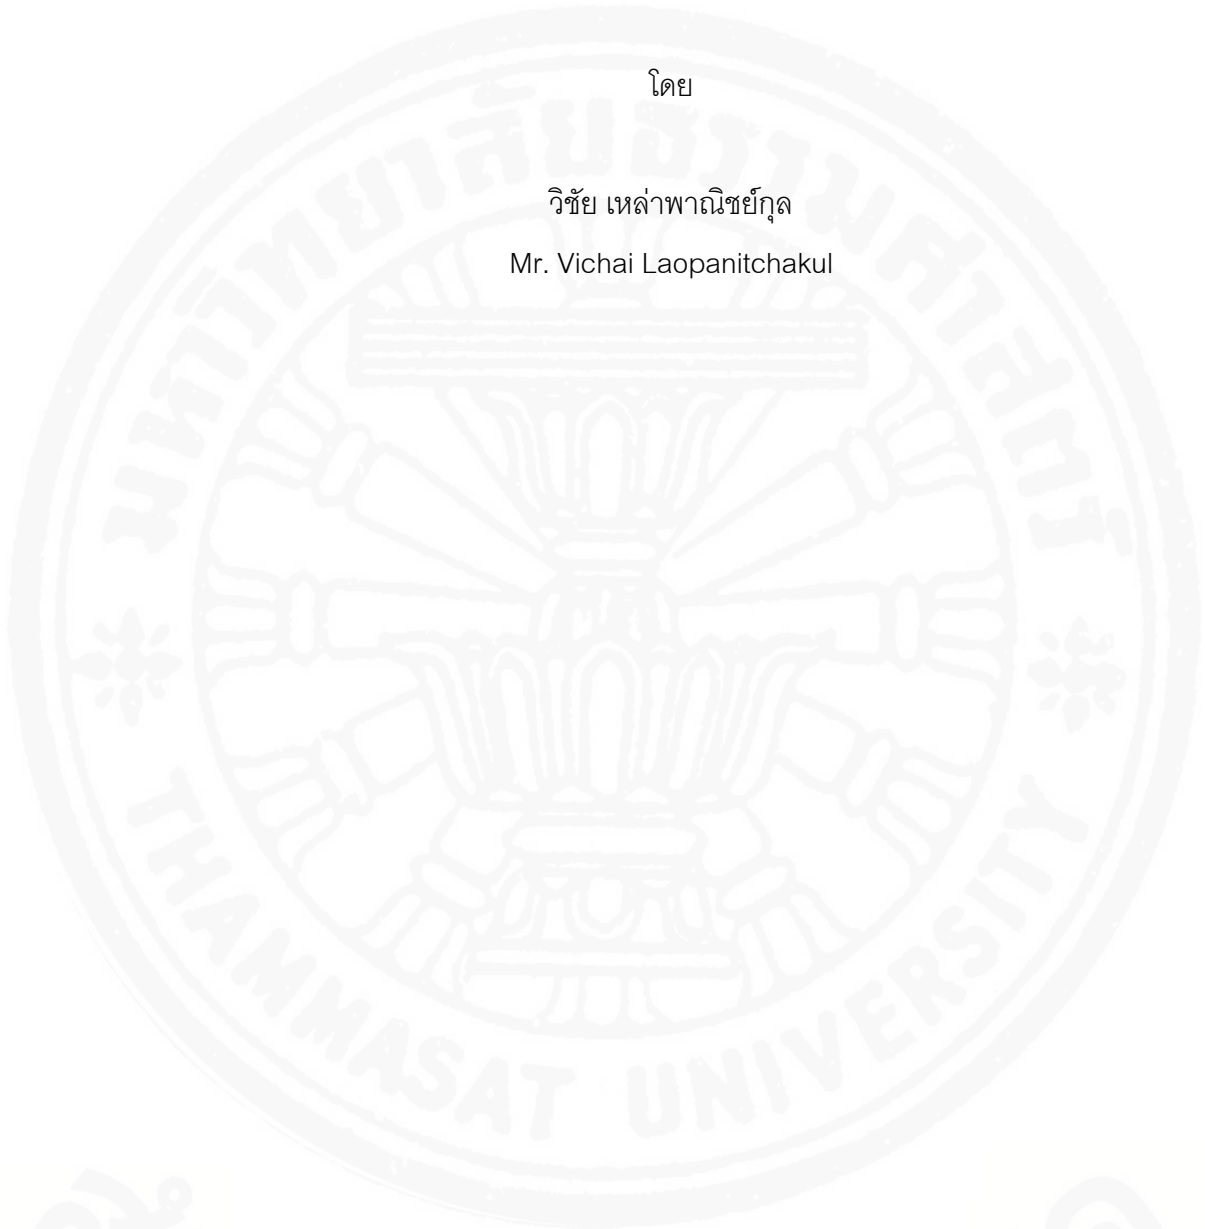 โดย
วิชัย เหล่าพาณิชย์กุล
Mr. Vichai Laopanitchakul
มหาวิทยาลัยธรรมศาสตร์
THAMMASAT UNIVERSITY